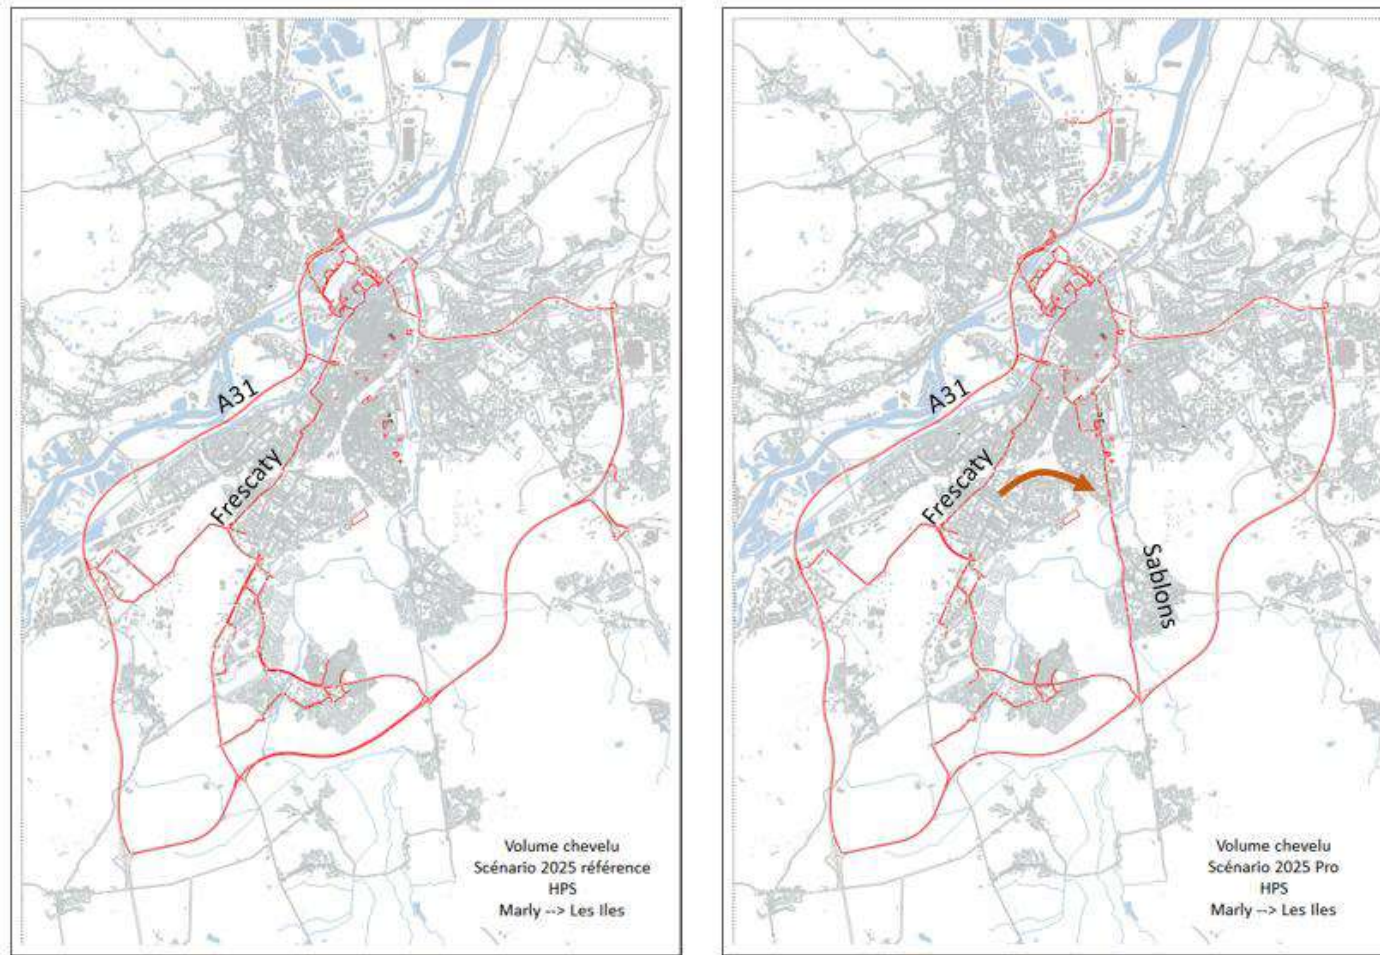 A31
Frescaty
Volume chevelu
Scénario 2025 référence
HPS
Marly --> Les Iles
A31
Frescaty
Sablons
Volume chevelu
Scénario 2025 Pro
HPS
Marly --> Les Iles